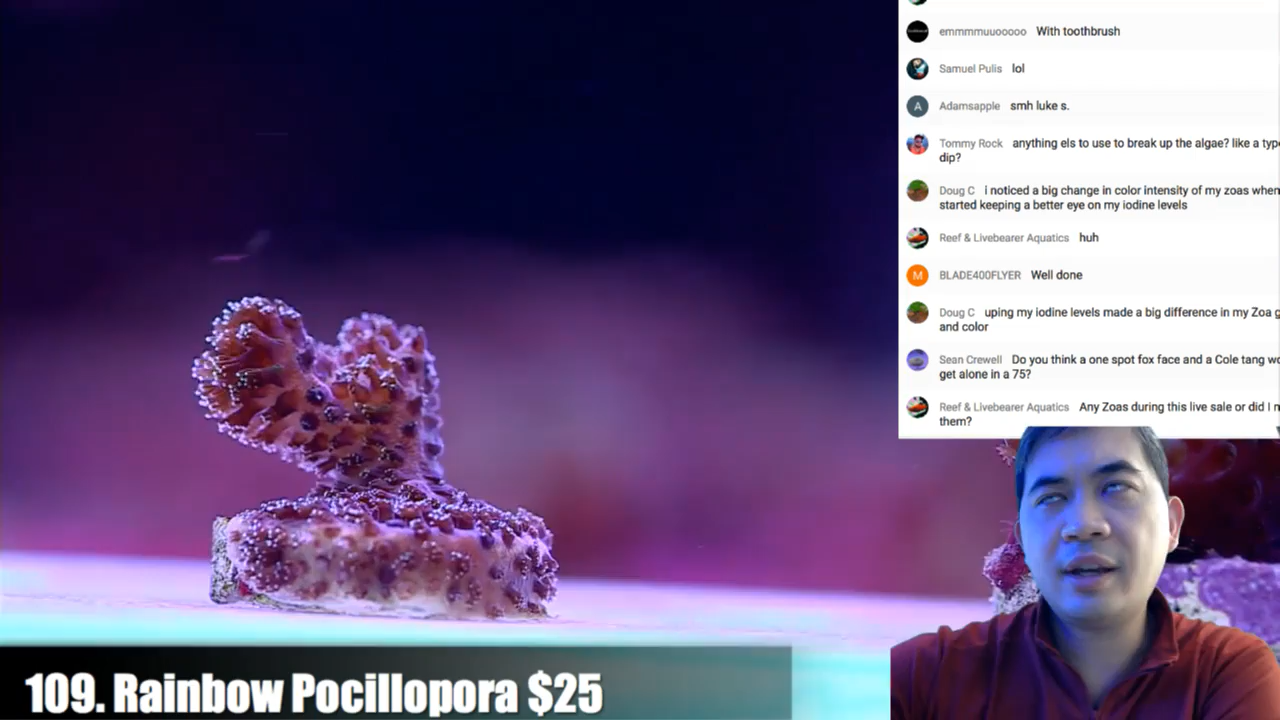 emmmmuuooooo With toothbrush
Samuel Pulis lol
A Adamsapple smh luke s.
Tommy Rock anything els to use to break up the algae? like a typ
dip?
Doug C i noticed a big change in color intensity of my zoas when
started keeping a better eye on my iodine levels
Reef & Livebearer Aquatics huh
M BLADE400FLYER Well done
Doug C uping my iodine levels made a big difference in my Zoa g
and color
Sean Crewell Do you think a one spot fox face and a Cole tang wo
get alone in a 75?
Reef & Livebearer Aquatics Any Zoas during this live sale or did I m
them?
109. Rainbow Pocillopora $25